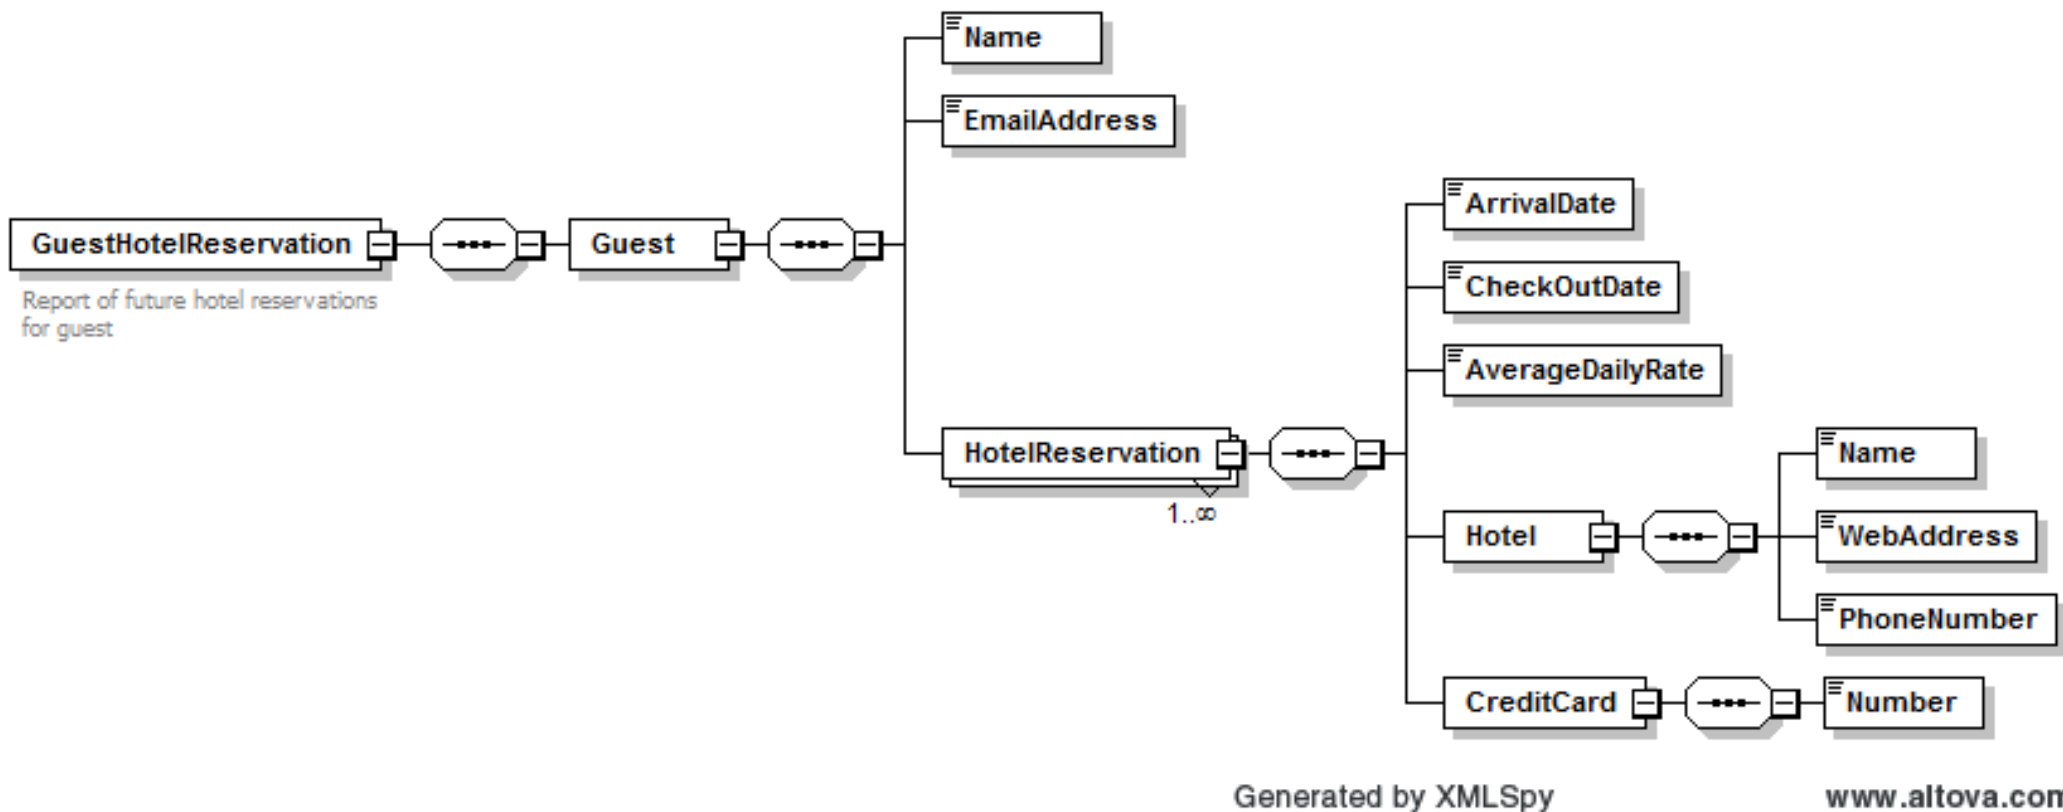 Name
EmailAddress
ArrivalDate
GuestHotelReservation
Guest
Report of future hotel reservations
for guest
CheckOutDate
AverageDailyRate
HotelReservation
1..∞
Name
Hotel
WebAddress
PhoneNumber
CreditCard
Number
Generated by XMLSpy
www.altova.com